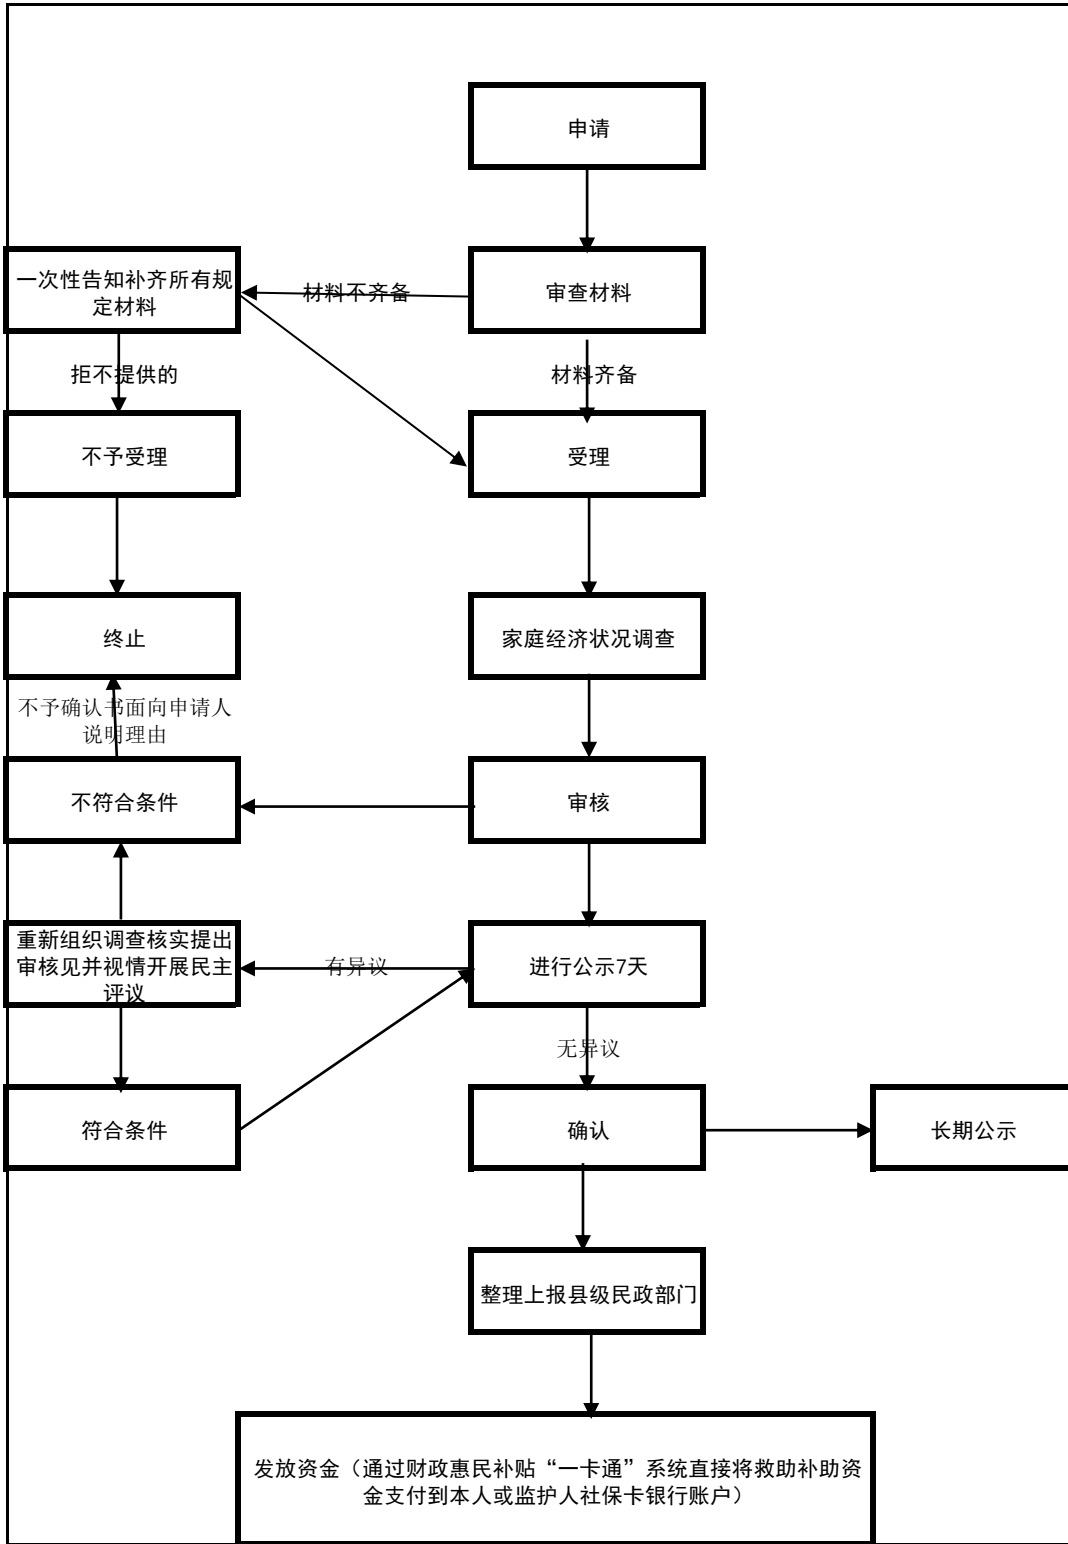 申请
一次性告知补齐所有规
定材料
材料不齐备
审查材料
拒不提供的
材料齐备
不予受理
受理
终止
家庭经济状况调查
不予确认书面向申请人
说明理由
不符合条件
审核
重新组织调查核实提出
审核见并视情开展民主
评议
有异议
进行公示7天
无异议
符合条件
确认
长期公示
整理上报县级民政部门
发放资金（通过财政惠民补贴“一卡通”系统直接将救助补助资
金支付到本人或监护人社保卡银行账户）